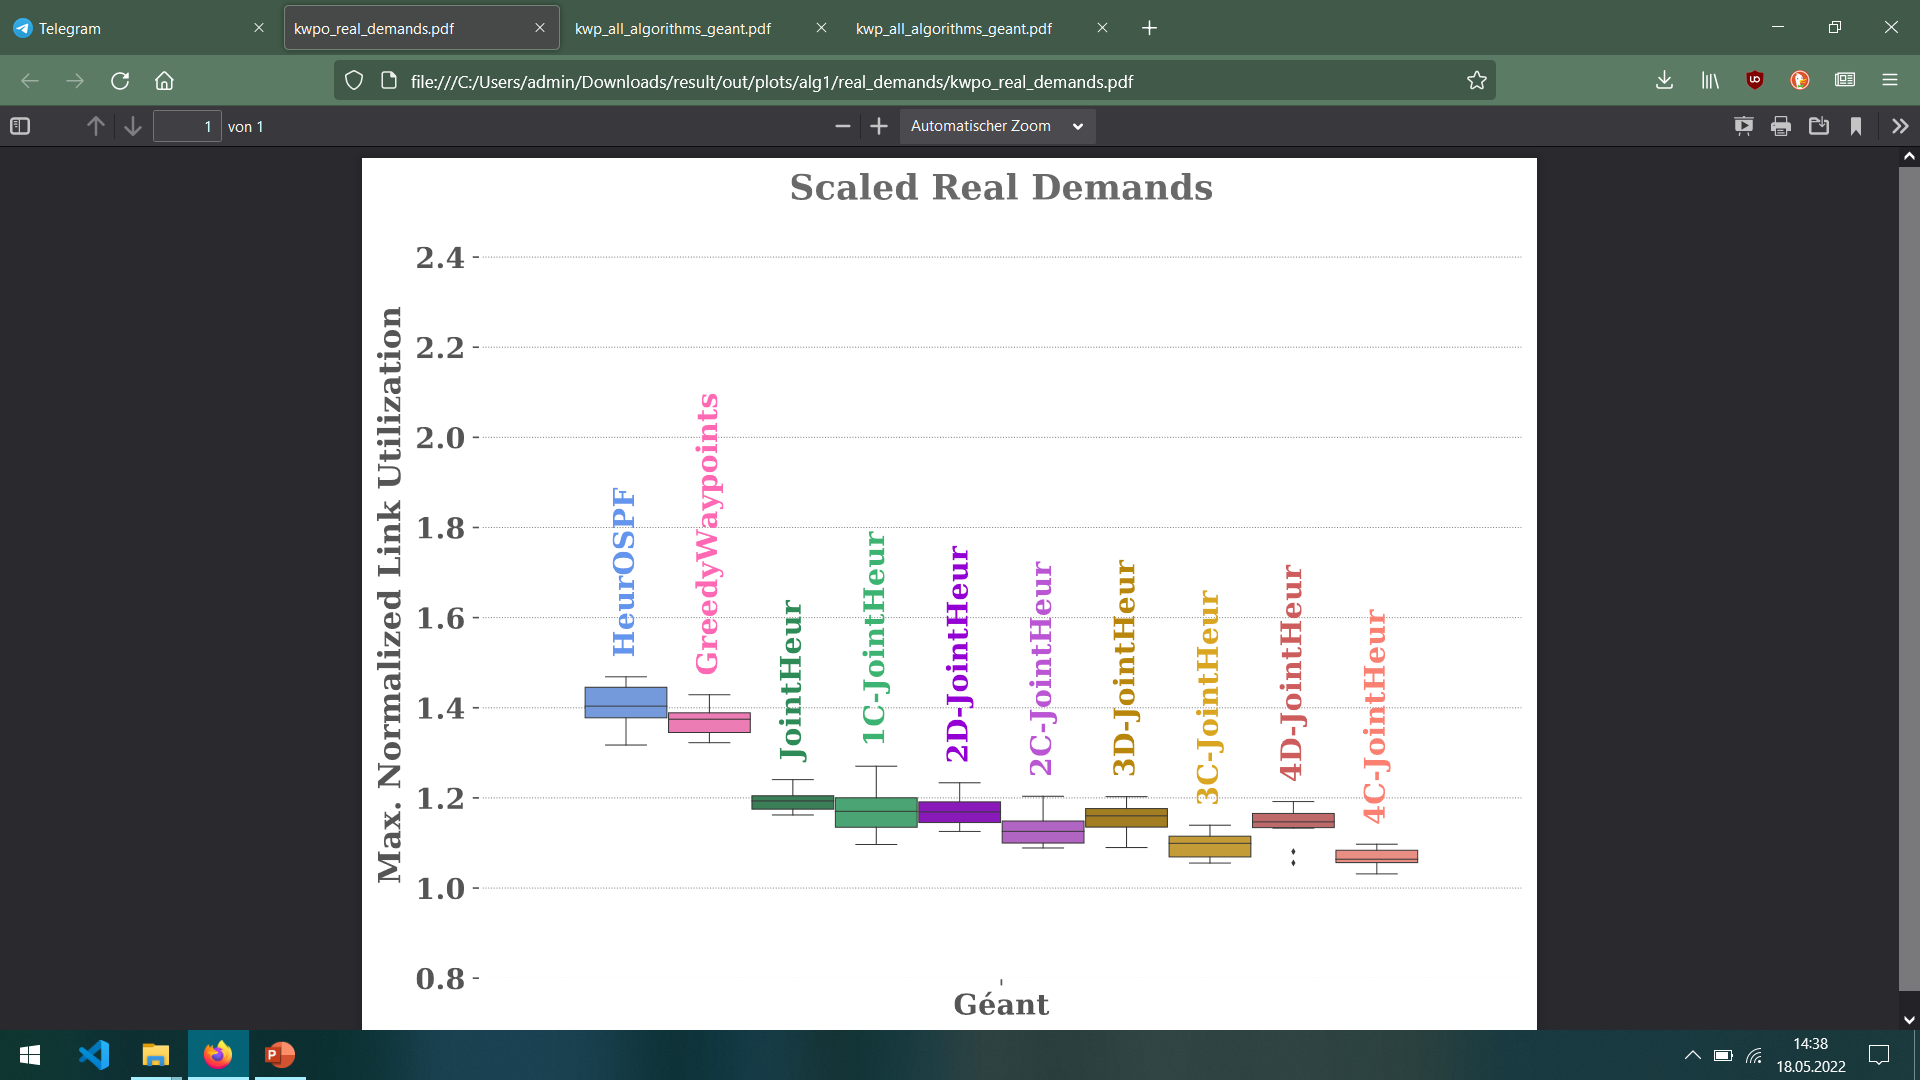 Telegram
kwpo_real_demands.pdf
kwp_all_algorithms_geant.pdf
kwp_all_algorithms_geant.pdf
file:///C:/Users/admin/Downloads/result/out/plots/alg1/real_demands/kwpo_real_demands.pdf
1 von 1
Automatischer Zoom
Scaled Real Demands
Max. Normalized Link Utilization
2.4
2.2
2.0
1.8
1.6
1.4
1.2
1.0
0.8
HeurOSPF
GreedyWaypoints
JointHeur
1C-JointHeur
2D-JointHeur
2C-JointHeur
3D-JointHeur
3C-JointHeur
4D-JointHeur
4C-JointHeur
Géant
14:38
18.05.2022